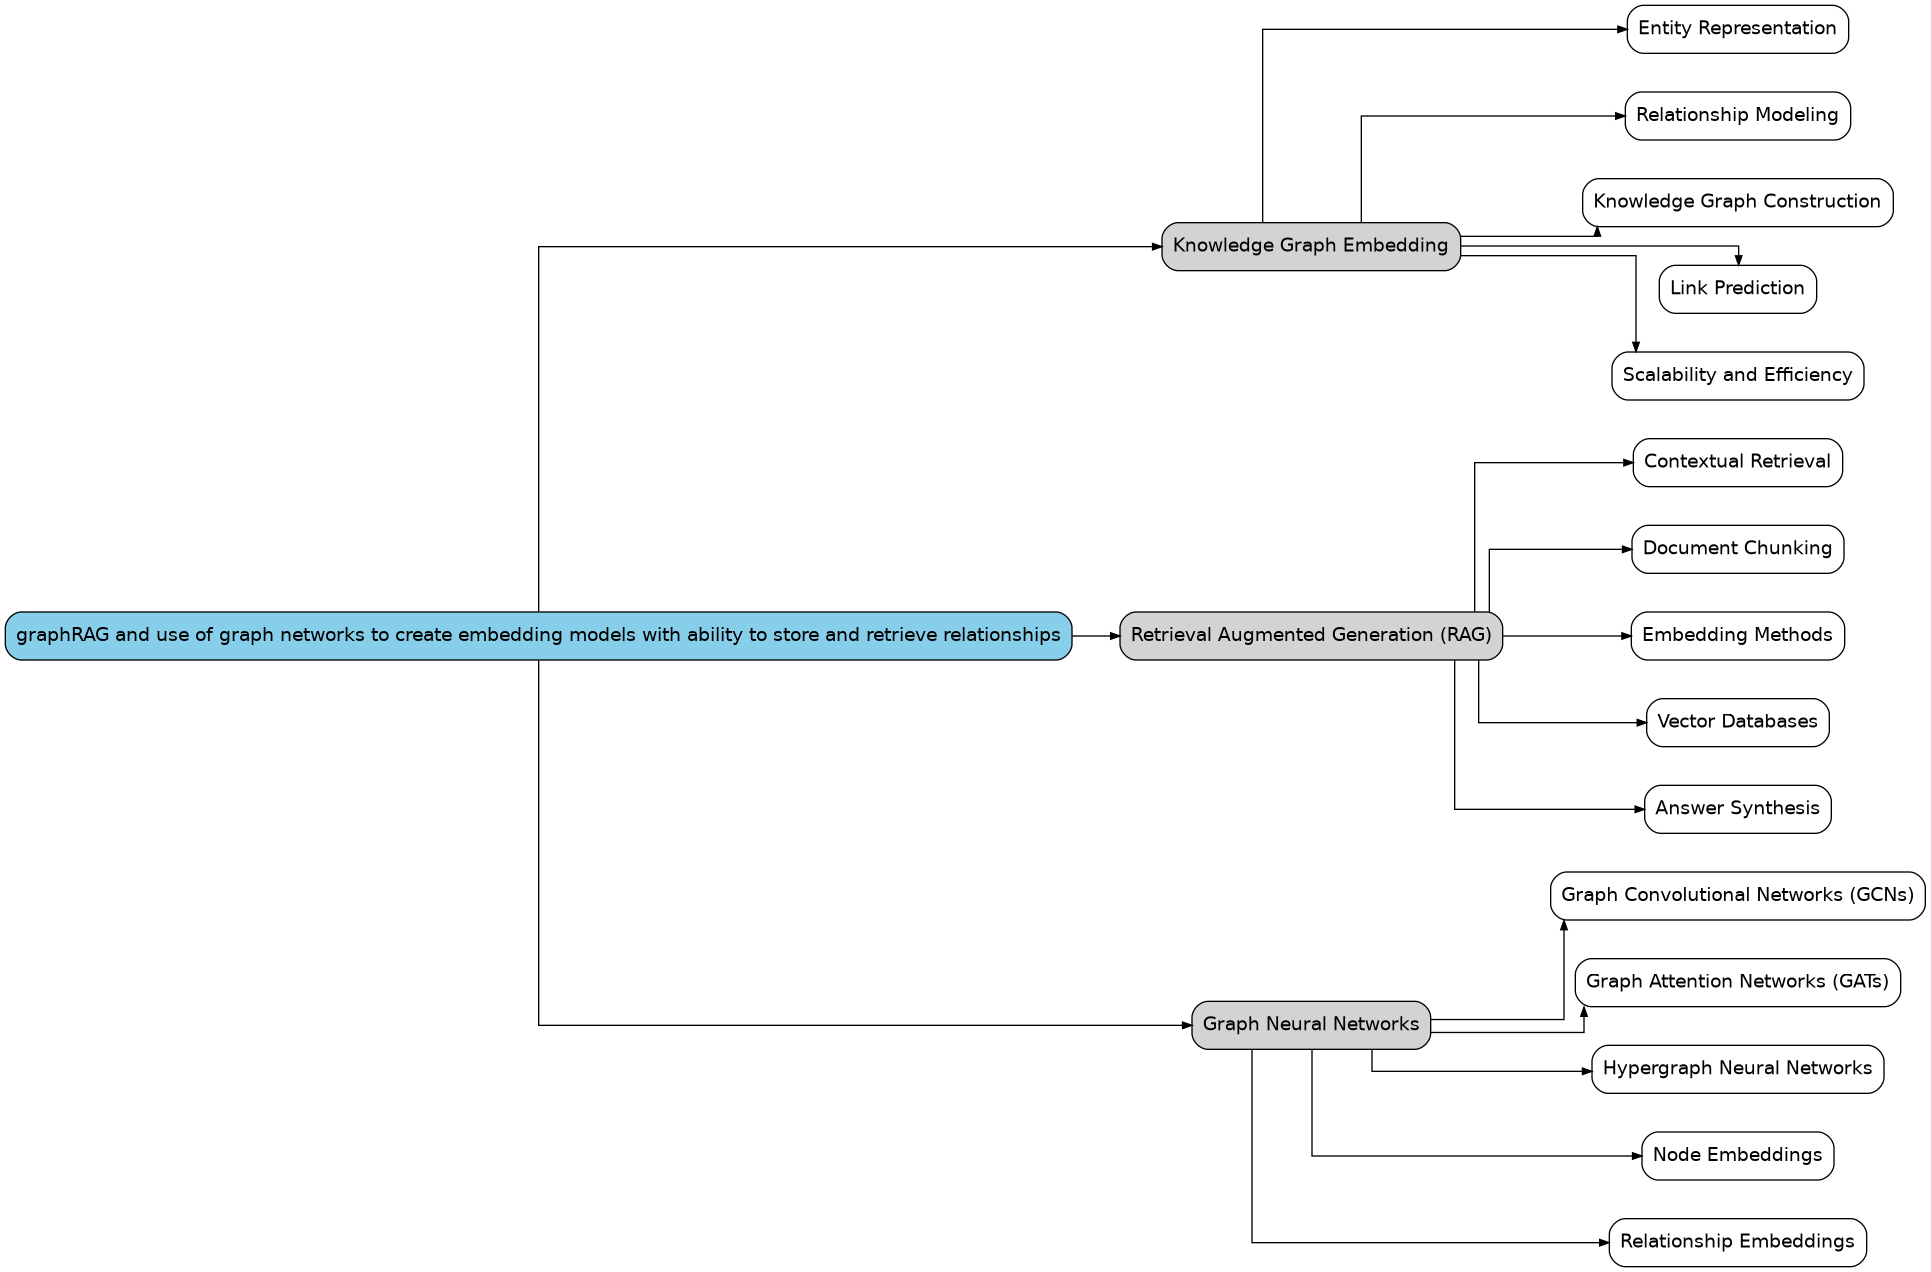 Entity Representation
Relationship Modeling
Knowledge Graph Construction
Knowledge Graph Embedding
Link Prediction
Scalability and Efficiency
Contextual Retrieval
Document Chunking
graphRAG and use of graph networks to create embedding models with ability to store and retrieve relationships
Retrieval Augmented Generation (RAG)
Embedding Methods
Vector Databases
Answer Synthesis
Graph Convolutional Networks (GCNs)
Graph Attention Networks (GATs)
Graph Neural Networks
Hypergraph Neural Networks
Node Embeddings
Relationship Embeddings